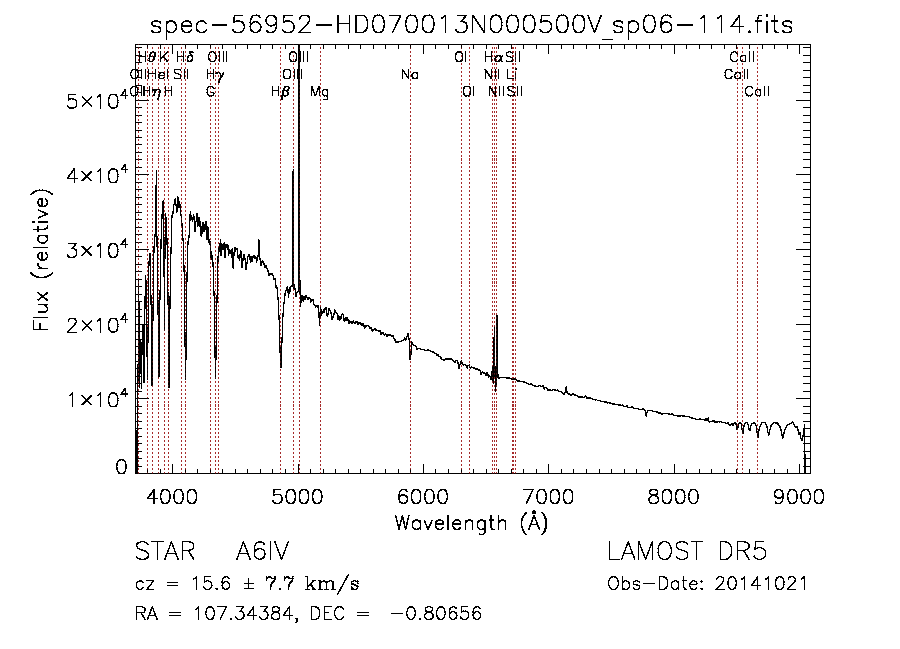 spec-56952-HD070013N000500V_sp06-114.fits
Hθ K Hδ OIII OIII OI Hα SII CaII
OII HeI SII Hγ OIII Na NII Li CaII
OII Hη H G Hβ Mg OI NII SII CaII
5×10⁴
4×10⁴
3×10⁴
2×10⁴
1×10⁴
0
Flux (relative)
4000 5000 6000 7000 8000 9000
Wavelength (Å)
STAR A6IV LAMOST DR5
cz = 15.6 ± 7.7 km/s Obs-Date: 20141021
RA = 107.34384, DEC = -0.80656